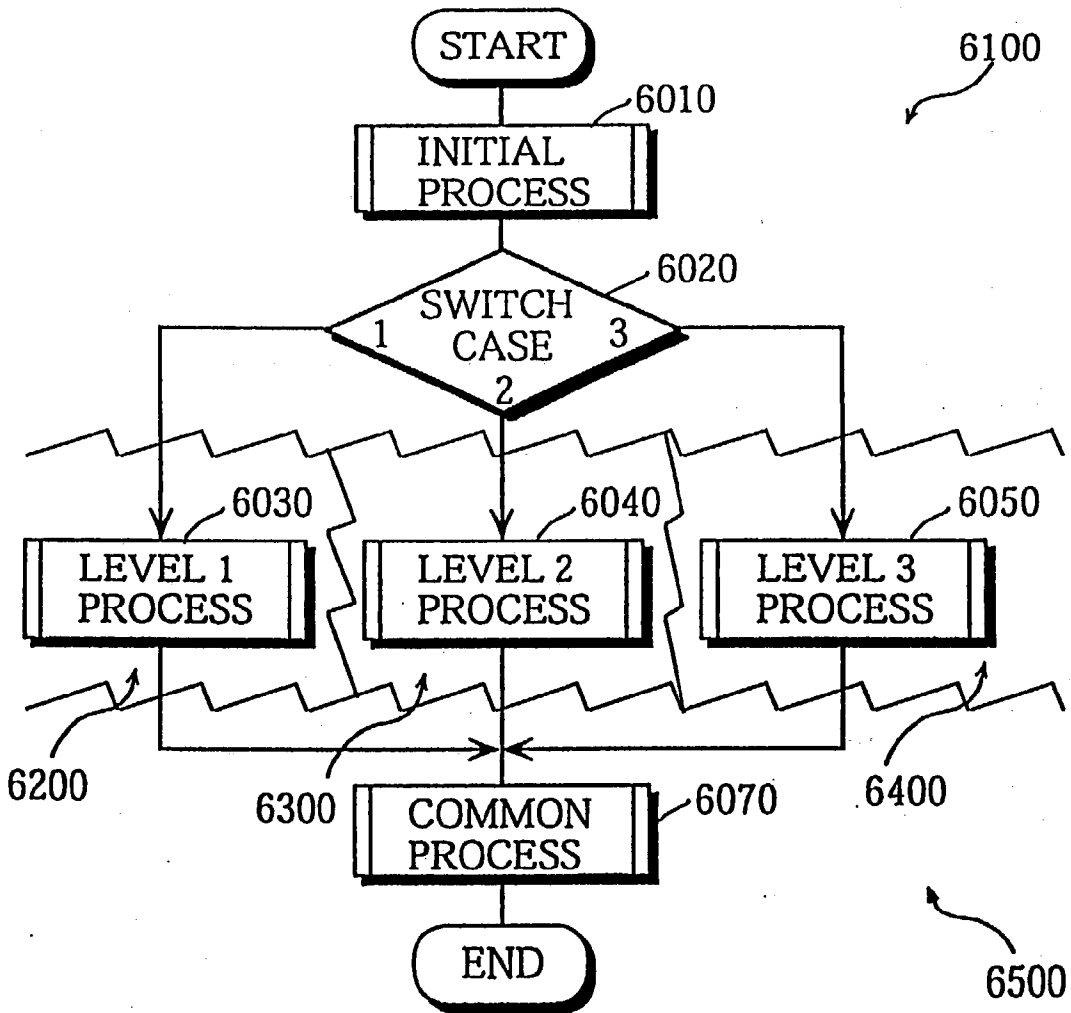 START
6100
6010
INITIAL
PROCESS
6020
SWITCH
1 CASE 3
2
6030
6040
6050
LEVEL 1
PROCESS
LEVEL 2
PROCESS
LEVEL 3
PROCESS
6200
6300
6400
6070
COMMON
PROCESS
END
6500